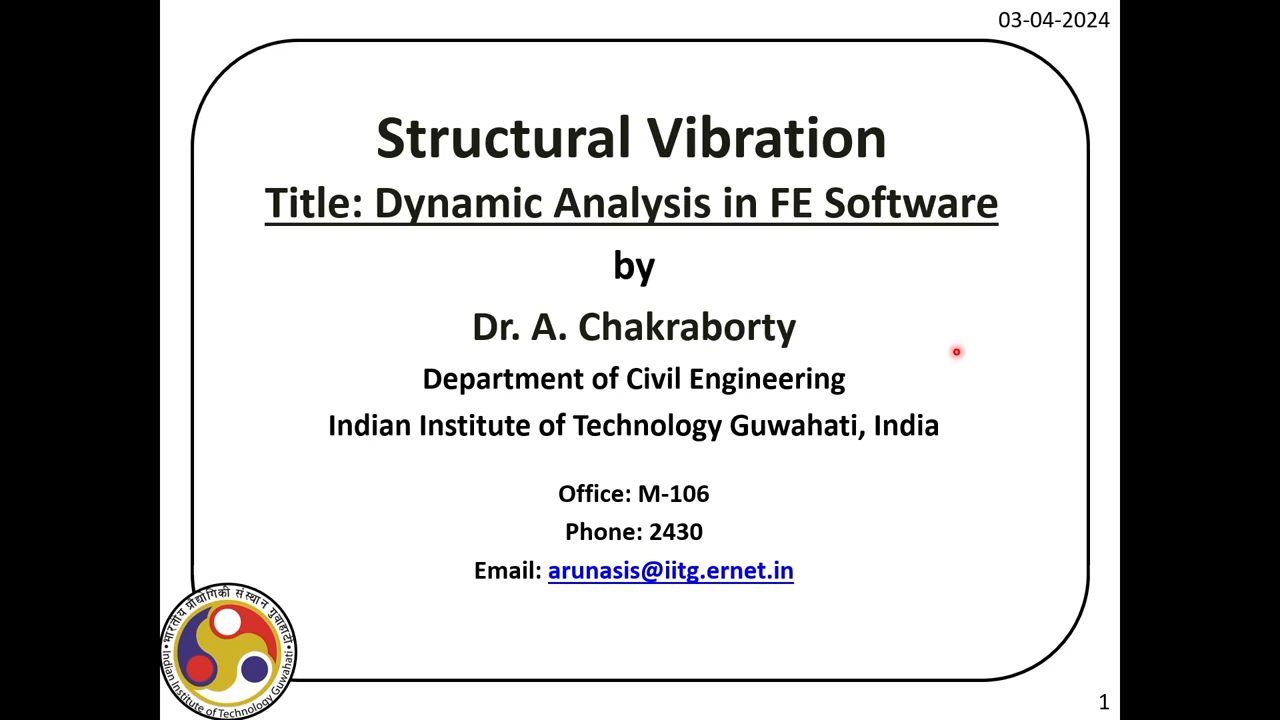 03-04-2024
Structural Vibration
Title: Dynamic Analysis in FE Software
by
Dr. A. Chakraborty
Department of Civil Engineering
Indian Institute of Technology Guwahati, India
Office: M-106
Phone: 2430
Email: arunasis@iitg.ernet.in
भारतीय प्रौद्योगिकी संस्थान गुवाहाटी
Indian Institute of Technology Guwahati
1